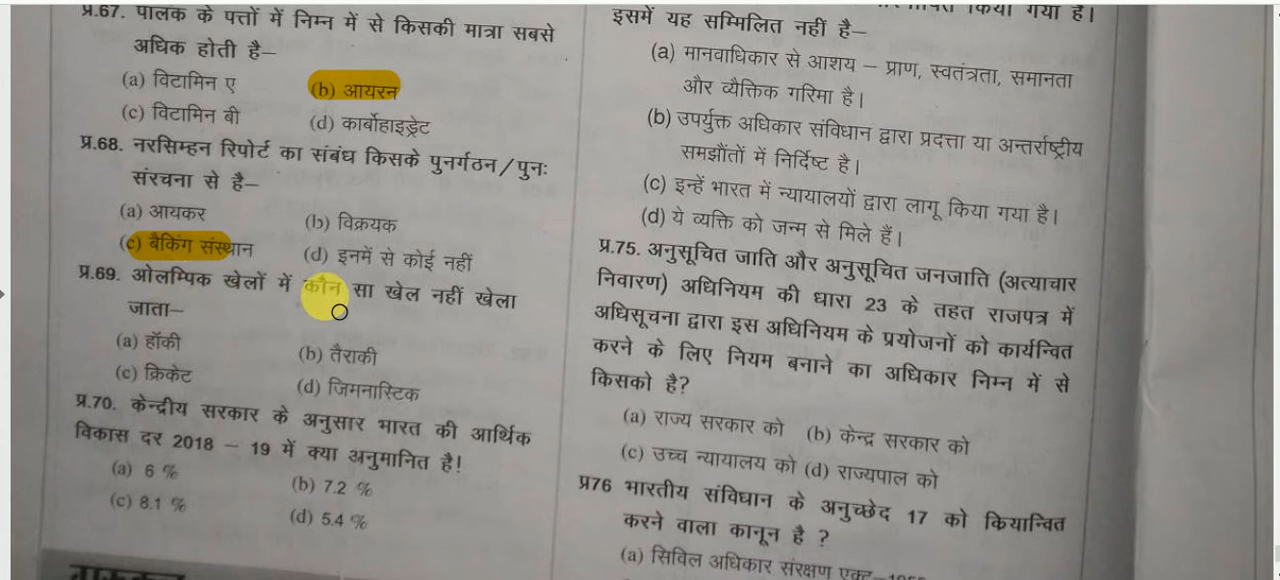 प्र.67. पालक के पत्तों में निम्न में से किसकी मात्रा सबसे
अधिक होती है–
(a) विटामिन ए (b) आयरन
(c) विटामिन बी (d) कार्बोहाइड्रेट
प्र.68. नरसिम्हन रिपोर्ट का संबंध किसके पुनर्गठन/पुनः
संरचना से है–
(a) आयकर (b) विक्रयक
(c) बैकिंग संस्थान (d) इनमें से कोई नहीं
प्र.69. ओलम्पिक खेलों में कौन सा खेल नहीं खेला
जाता–
(a) हॉकी (b) तैराकी
(c) क्रिकेट (d) जिमनास्टिक
प्र.70. केन्द्रीय सरकार के अनुसार भारत की आर्थिक
विकास दर 2018 – 19 में क्या अनुमानित है!
(a) 6 % (b) 7.2 %
(c) 8.1 % (d) 5.4 %
किया गया है।
इसमें यह सम्मिलित नहीं है–
(a) मानवाधिकार से आशय – प्राण, स्वतंत्रता, समानता
और व्यैक्तिक गरिमा है।
(b) उपर्युक्त अधिकार संविधान द्वारा प्रदत्ता या अन्तर्राष्ट्रीय
समझौंतों में निर्दिष्ट है।
(c) इन्हें भारत में न्यायालयों द्वारा लागू किया गया है।
(d) ये व्यक्ति को जन्म से मिले हैं।
प्र.75. अनुसूचित जाति और अनुसूचित जनजाति (अत्याचार
निवारण) अधिनियम की धारा 23 के तहत राजपत्र में
अधिसूचना द्वारा इस अधिनियम के प्रयोजनों को कार्यन्वित
करने के लिए नियम बनाने का अधिकार निम्न में से
किसको है?
(a) राज्य सरकार को (b) केन्द्र सरकार को
(c) उच्च न्यायालय को (d) राज्यपाल को
प्र76 भारतीय संविधान के अनुच्छेद 17 को कियान्वित
करने वाला कानून है ?
(a) सिविल अधिकार संरक्षण एक्ट